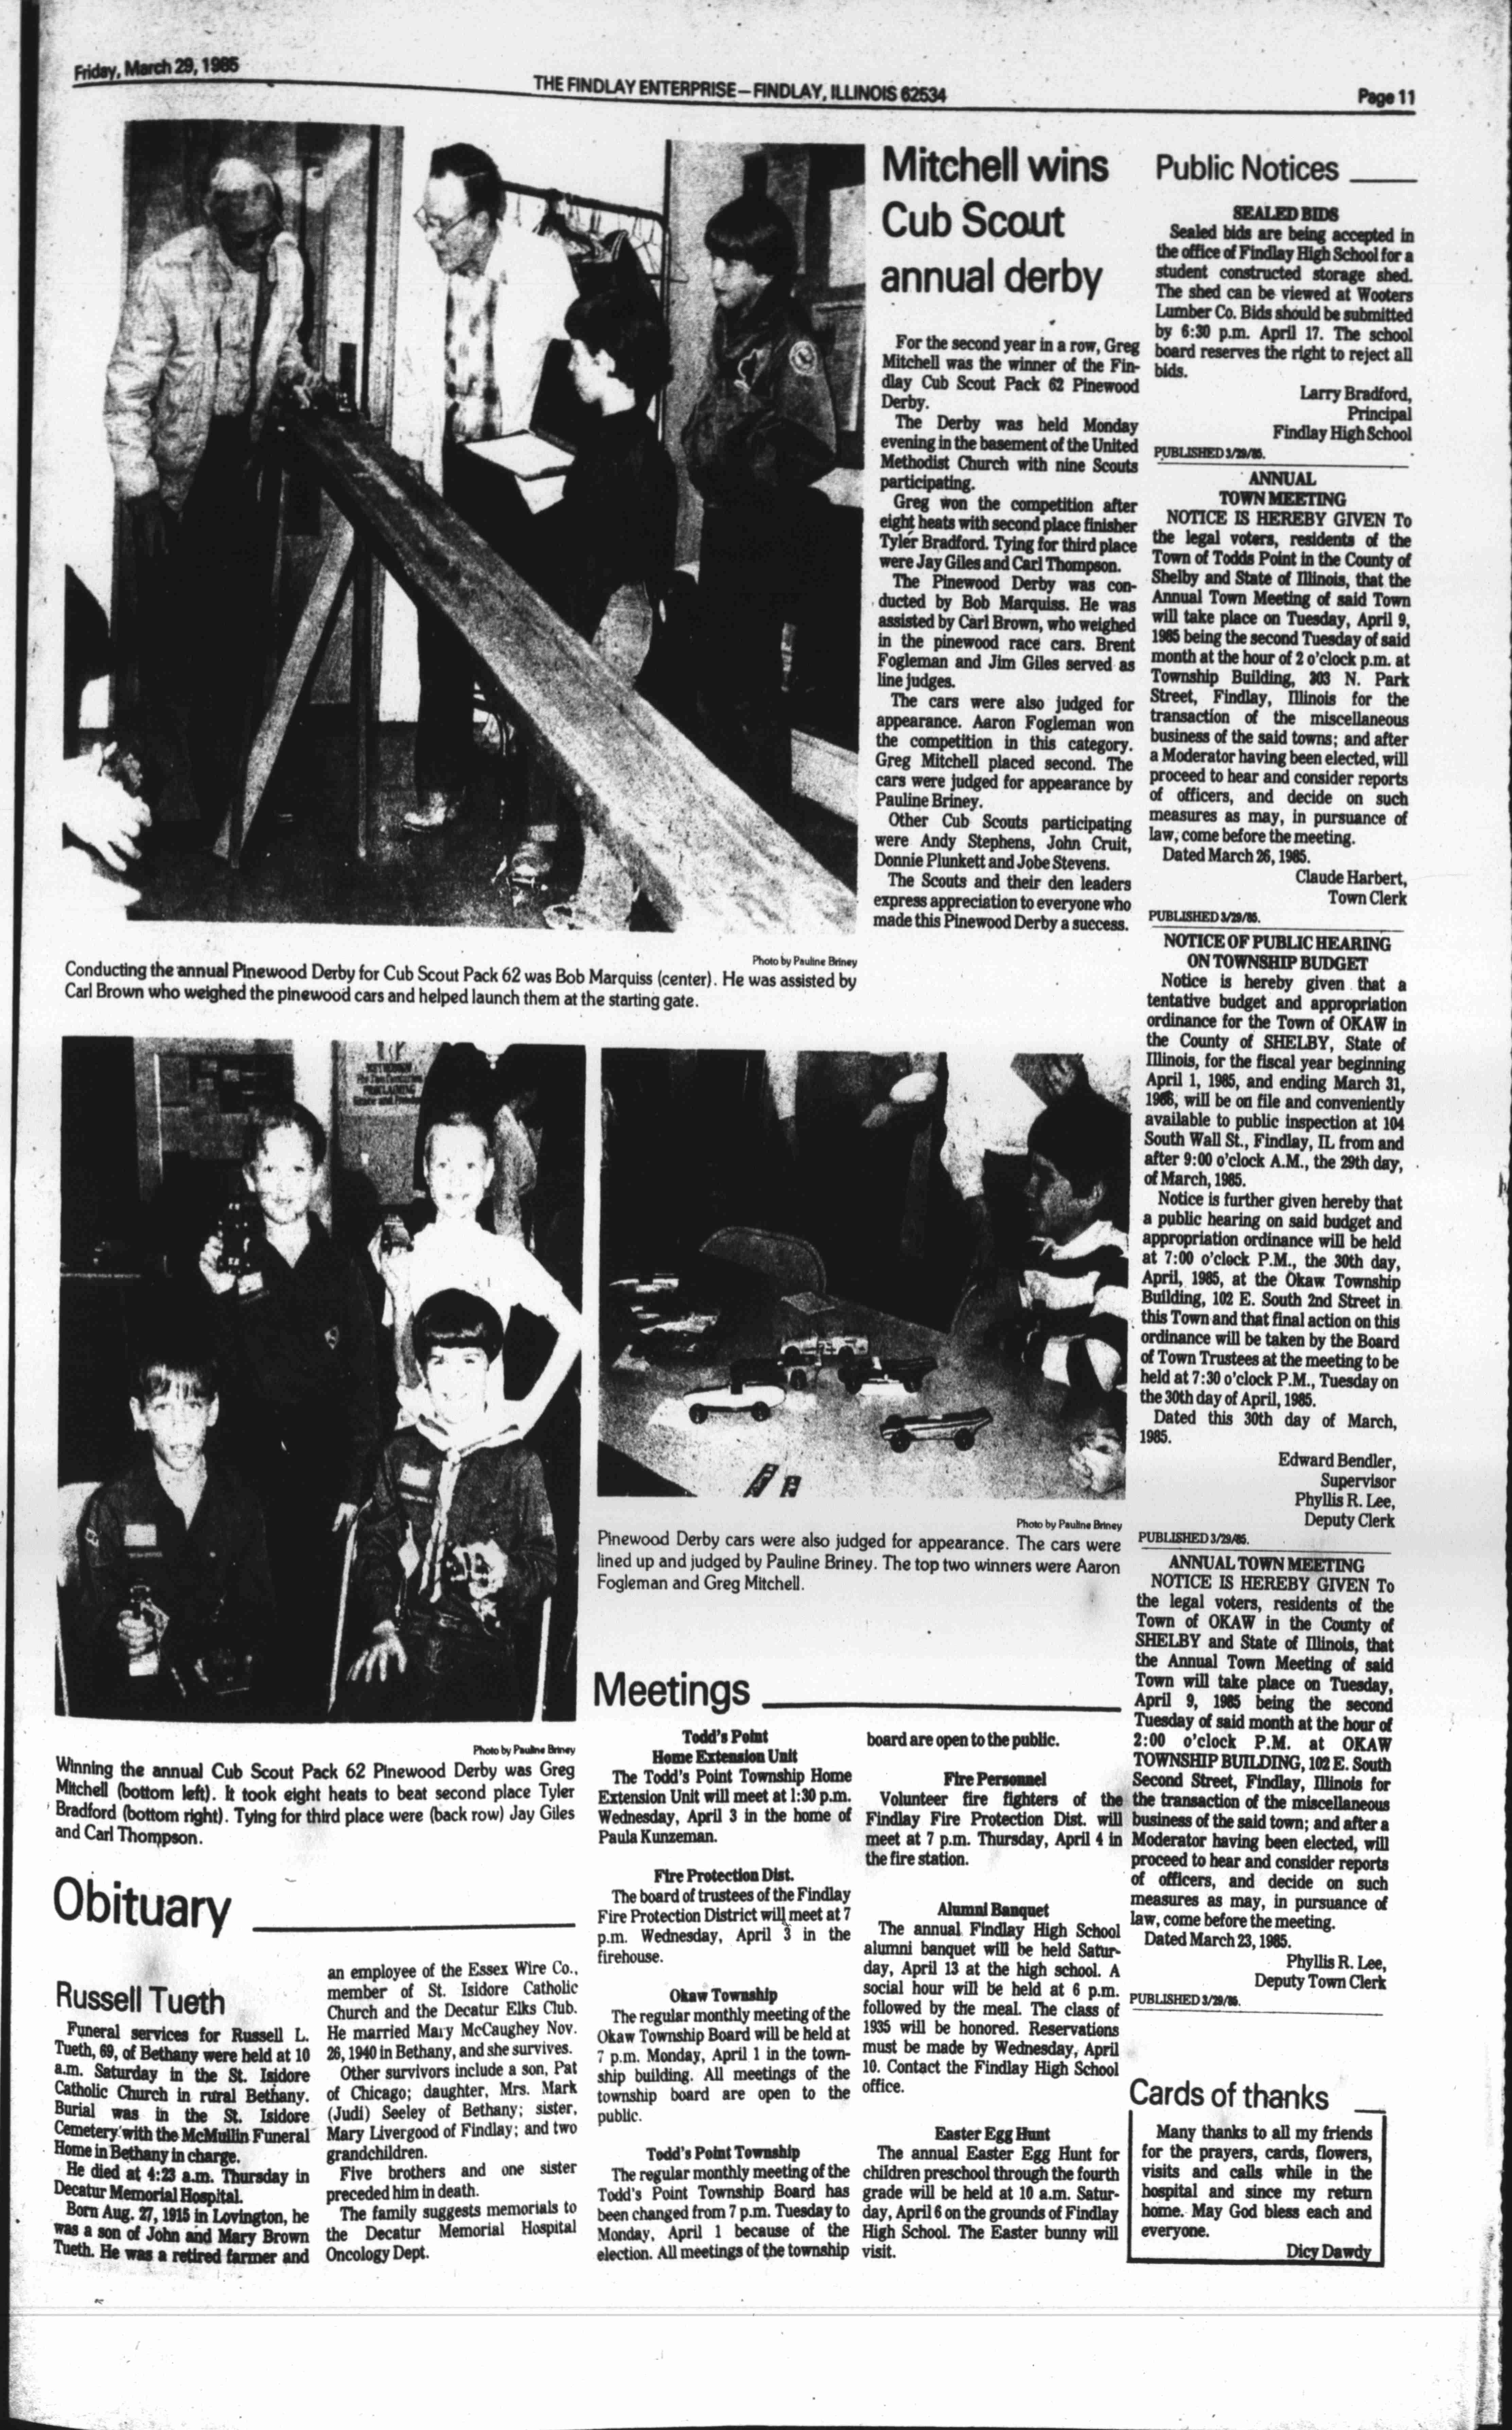 Friday, March 29, 1985
THE FINDLAY ENTERPRISE—FINDLAY, ILLINOIS 62534
Page 11
Mitchell wins
Cub Scout
annual derby
For the second year in a row, Greg
Mitchell was the winner of the Fin-
dlay Cub Scout Pack 62 Pinewood
Derby.
The Derby was held Monday
evening in the basement of the United
Methodist Church with nine Scouts
participating.
Greg won the competition after
eight heats with second place finisher
Tyler Bradford. Tying for third place
were Jay Giles and Carl Thompson.
The Pinewood Derby was con-
ducted by Bob Marquiss. He was
assisted by Carl Brown, who weighed
in the pinewood race cars. Brent
Fogleman and Jim Giles served as
line judges.
The cars were also judged for
appearance. Aaron Fogleman won
the competition in this category.
Greg Mitchell placed second. The
cars were judged for appearance by
Pauline Briney.
Other Cub Scouts participating
were Andy Stephens, John Cruit,
Donnie Plunkett and Jobe Stevens.
The Scouts and their den leaders
express appreciation to everyone who
made this Pinewood Derby a success.
Photo by Pauline Briney
Conducting the annual Pinewood Derby for Cub Scout Pack 62 was Bob Marquiss (center). He was assisted by
Carl Brown who weighed the pinewood cars and helped launch them at the starting gate.
Photo by Pauline Briney
Pinewood Derby cars were also judged for appearance. The cars were
lined up and judged by Pauline Briney. The top two winners were Aaron
Fogleman and Greg Mitchell.
Photo by Pauline Briney
Winning the annual Cub Scout Pack 62 Pinewood Derby was Greg
Mitchell (bottom left). It took eight heats to beat second place Tyler
Bradford (bottom right). Tying for third place were (back row) Jay Giles
and Carl Thompson.
Obituary
Russell Tueth
Funeral services for Russell L.
Tueth, 69, of Bethany were held at 10
a.m. Saturday in the St. Isidore
Catholic Church in rural Bethany.
Burial was in the St. Isidore
Cemetery with the McMullin Funeral
Home in Bethany in charge.
He died at 4:23 a.m. Thursday in
Decatur Memorial Hospital.
Born Aug. 27, 1915 in Lovington, he
was a son of John and Mary Brown
Tueth. He was a retired farmer and
an employee of the Essex Wire Co.,
member of St. Isidore Catholic
Church and the Decatur Elks Club.
He married Mary McCaughey Nov.
26, 1940 in Bethany, and she survives.
Other survivors include a son, Pat
of Chicago; daughter, Mrs. Mark
(Judi) Seeley of Bethany; sister,
Mary Livergood of Findlay; and two
grandchildren.
Five brothers and one sister
preceded him in death.
The family suggests memorials to
the Decatur Memorial Hospital
Oncology Dept.
Meetings
Todd's Point
Home Extension Unit
The Todd's Point Township Home
Extension Unit will meet at 1:30 p.m.
Wednesday, April 3 in the home of
Paula Kunzeman.
Fire Protection Dist.
The board of trustees of the Findlay
Fire Protection District will meet at 7
p.m. Wednesday, April 3 in the
firehouse.
Okaw Township
The regular monthly meeting of the
Okaw Township Board will be held at
7 p.m. Monday, April 1 in the town-
ship building. All meetings of the
township board are open to the
public.
Todd's Point Township
The regular monthly meeting of the
Todd's Point Township Board has
been changed from 7 p.m. Tuesday to
Monday, April 1 because of the
election. All meetings of the township
board are open to the public.
Fire Personnel
Volunteer fire fighters of the
Findlay Fire Protection Dist. will
meet at 7 p.m. Thursday, April 4 in
the fire station.
Alumni Banquet
The annual Findlay High School
alumni banquet will be held Satur-
day, April 13 at the high school. A
social hour will be held at 6 p.m.
followed by the meal. The class of
1935 will be honored. Reservations
must be made by Wednesday, April
10. Contact the Findlay High School
office.
Easter Egg Hunt
The annual Easter Egg Hunt for
children preschool through the fourth
grade will be held at 10 a.m. Satur-
day, April 6 on the grounds of Findlay
High School. The Easter bunny will
visit.
Public Notices
SEALED BIDS
Sealed bids are being accepted in
the office of Findlay High School for a
student constructed storage shed.
The shed can be viewed at Wooters
Lumber Co. Bids should be submitted
by 6:30 p.m. April 17. The school
board reserves the right to reject all
bids.
Larry Bradford,
Principal
Findlay High School
PUBLISHED 3/29/85.
ANNUAL
TOWN MEETING
NOTICE IS HEREBY GIVEN To
the legal voters, residents of the
Town of Todds Point in the County of
Shelby and State of Illinois, that the
Annual Town Meeting of said Town
will take place on Tuesday, April 9,
1985 being the second Tuesday of said
month at the hour of 2 o'clock p.m. at
Township Building, 303 N. Park
Street, Findlay, Illinois for the
transaction of the miscellaneous
business of the said towns; and after
a Moderator having been elected, will
proceed to hear and consider reports
of officers, and decide on such
measures as may, in pursuance of
law, come before the meeting.
Dated March 26, 1985.
Claude Harbert,
Town Clerk
PUBLISHED 3/29/85.
NOTICE OF PUBLIC HEARING
ON TOWNSHIP BUDGET
Notice is hereby given that a
tentative budget and appropriation
ordinance for the Town of OKAW in
the County of SHELBY, State of
Illinois, for the fiscal year beginning
April 1, 1985, and ending March 31,
1986, will be on file and conveniently
available to public inspection at 104
South Wall St., Findlay, IL from and
after 9:00 o'clock A.M., the 29th day,
of March, 1985.
Notice is further given hereby that
a public hearing on said budget and
appropriation ordinance will be held
at 7:00 o'clock P.M., the 30th day,
April, 1985, at the Okaw Township
Building, 102 E. South 2nd Street in
this Town and that final action on this
ordinance will be taken by the Board
of Town Trustees at the meeting to be
held at 7:30 o'clock P.M., Tuesday on
the 30th day of April, 1985.
Dated this 30th day of March,
1985.
Edward Bendler,
Supervisor
Phyllis R. Lee,
Deputy Clerk
PUBLISHED 3/29/85.
ANNUAL TOWN MEETING
NOTICE IS HEREBY GIVEN To
the legal voters, residents of the
Town of OKAW in the County of
SHELBY and State of Illinois, that
the Annual Town Meeting of said
Town will take place on Tuesday,
April 9, 1985 being the second
Tuesday of said month at the hour of
2:00 o'clock P.M. at OKAW
TOWNSHIP BUILDING, 102 E. South
Second Street, Findlay, Illinois for
the transaction of the miscellaneous
business of the said town; and after a
Moderator having been elected, will
proceed to hear and consider reports
of officers, and decide on such
measures as may, in pursuance of
law, come before the meeting.
Dated March 23, 1985.
Phyllis R. Lee,
Deputy Town Clerk
PUBLISHED 3/29/85.
Cards of thanks
Many thanks to all my friends
for the prayers, cards, flowers,
visits and calls while in the
hospital and since my return
home. May God bless each and
everyone.
Dicy Dawdy